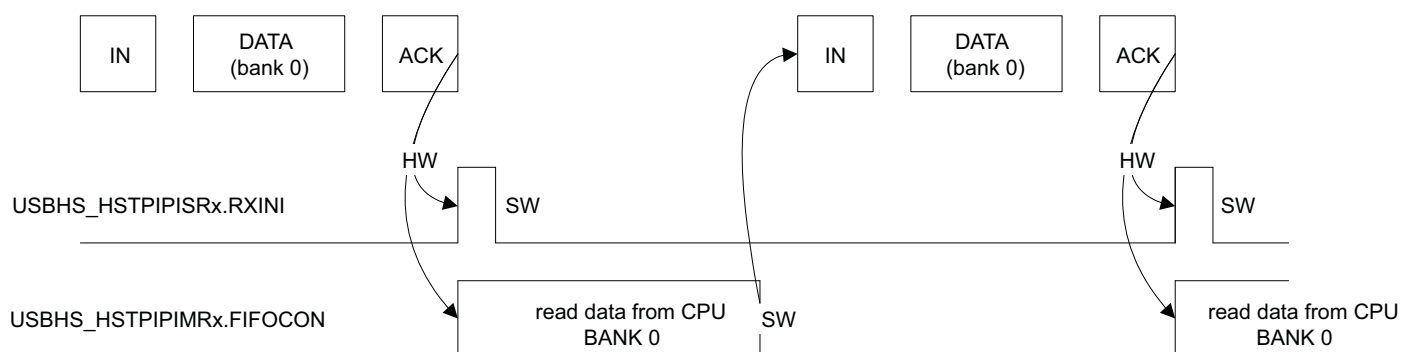 IN
DATA
(bank 0)
ACK
IN
DATA
(bank 0)
ACK
HW
HW
USBHS_HSTPIPISRx.RXINI
SW
SW
USBHS_HSTPIPIMRx.FIFOCON
read data from CPU
BANK 0
SW
read data from CPU
BANK 0